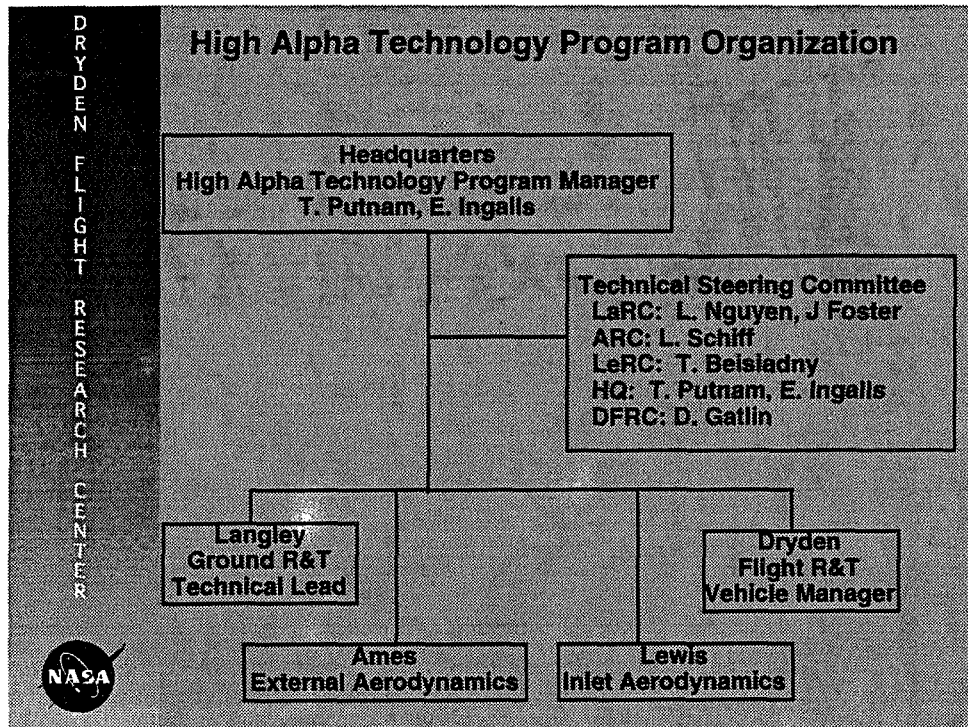 DRYDEN FLIGHT RESEARCH CENTER
High Alpha Technology Program Organization
Headquarters
High Alpha Technology Program Manager
T. Putnam, E. Ingalls
Technical Steering Committee
LaRC: L. Nguyen, J Foster
ARC: L. Schiff
LeRC: T. Beisiadny
HQ: T. Putnam, E. Ingalls
DFRC: D. Gatlin
Langley
Ground R&T
Technical Lead
Dryden
Flight R&T
Vehicle Manager
Ames
External Aerodynamics
Lewis
Inlet Aerodynamics
NASA